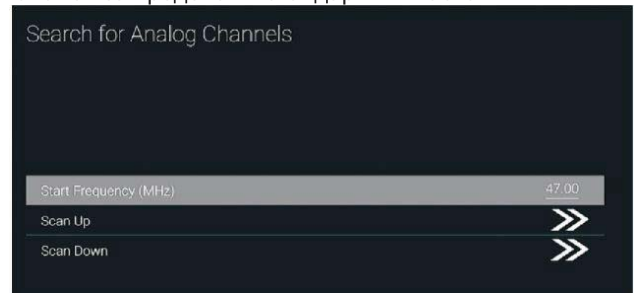 Search for Analog Channels
Start Frequency (MHz) 47.00
Scan Up
Scan Down